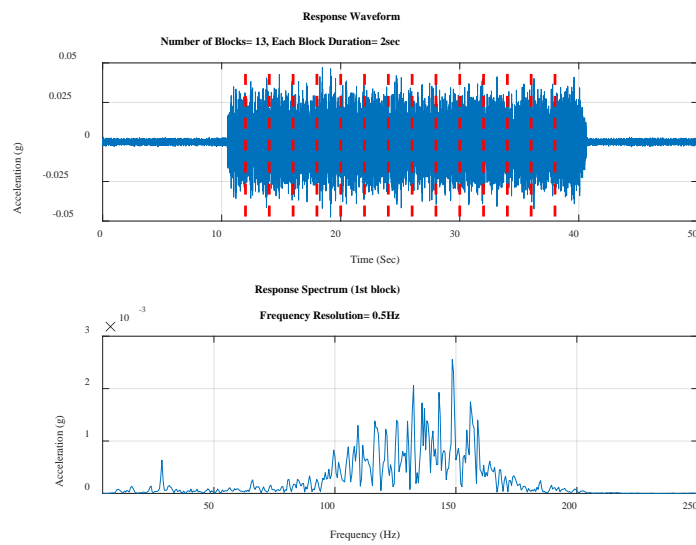 Response Waveform
Number of Blocks= 13, Each Block Duration= 2sec
0.05
0.025
0
-0.025
-0.05
Acceleration (g)
0 10 20 30 40 50
Time (Sec)
Response Spectrum (1st block)
Frequency Resolution= 0.5Hz
× 10 -3
3
2
1
0
Acceleration (g)
50 100 150 200 250
Frequency (Hz)